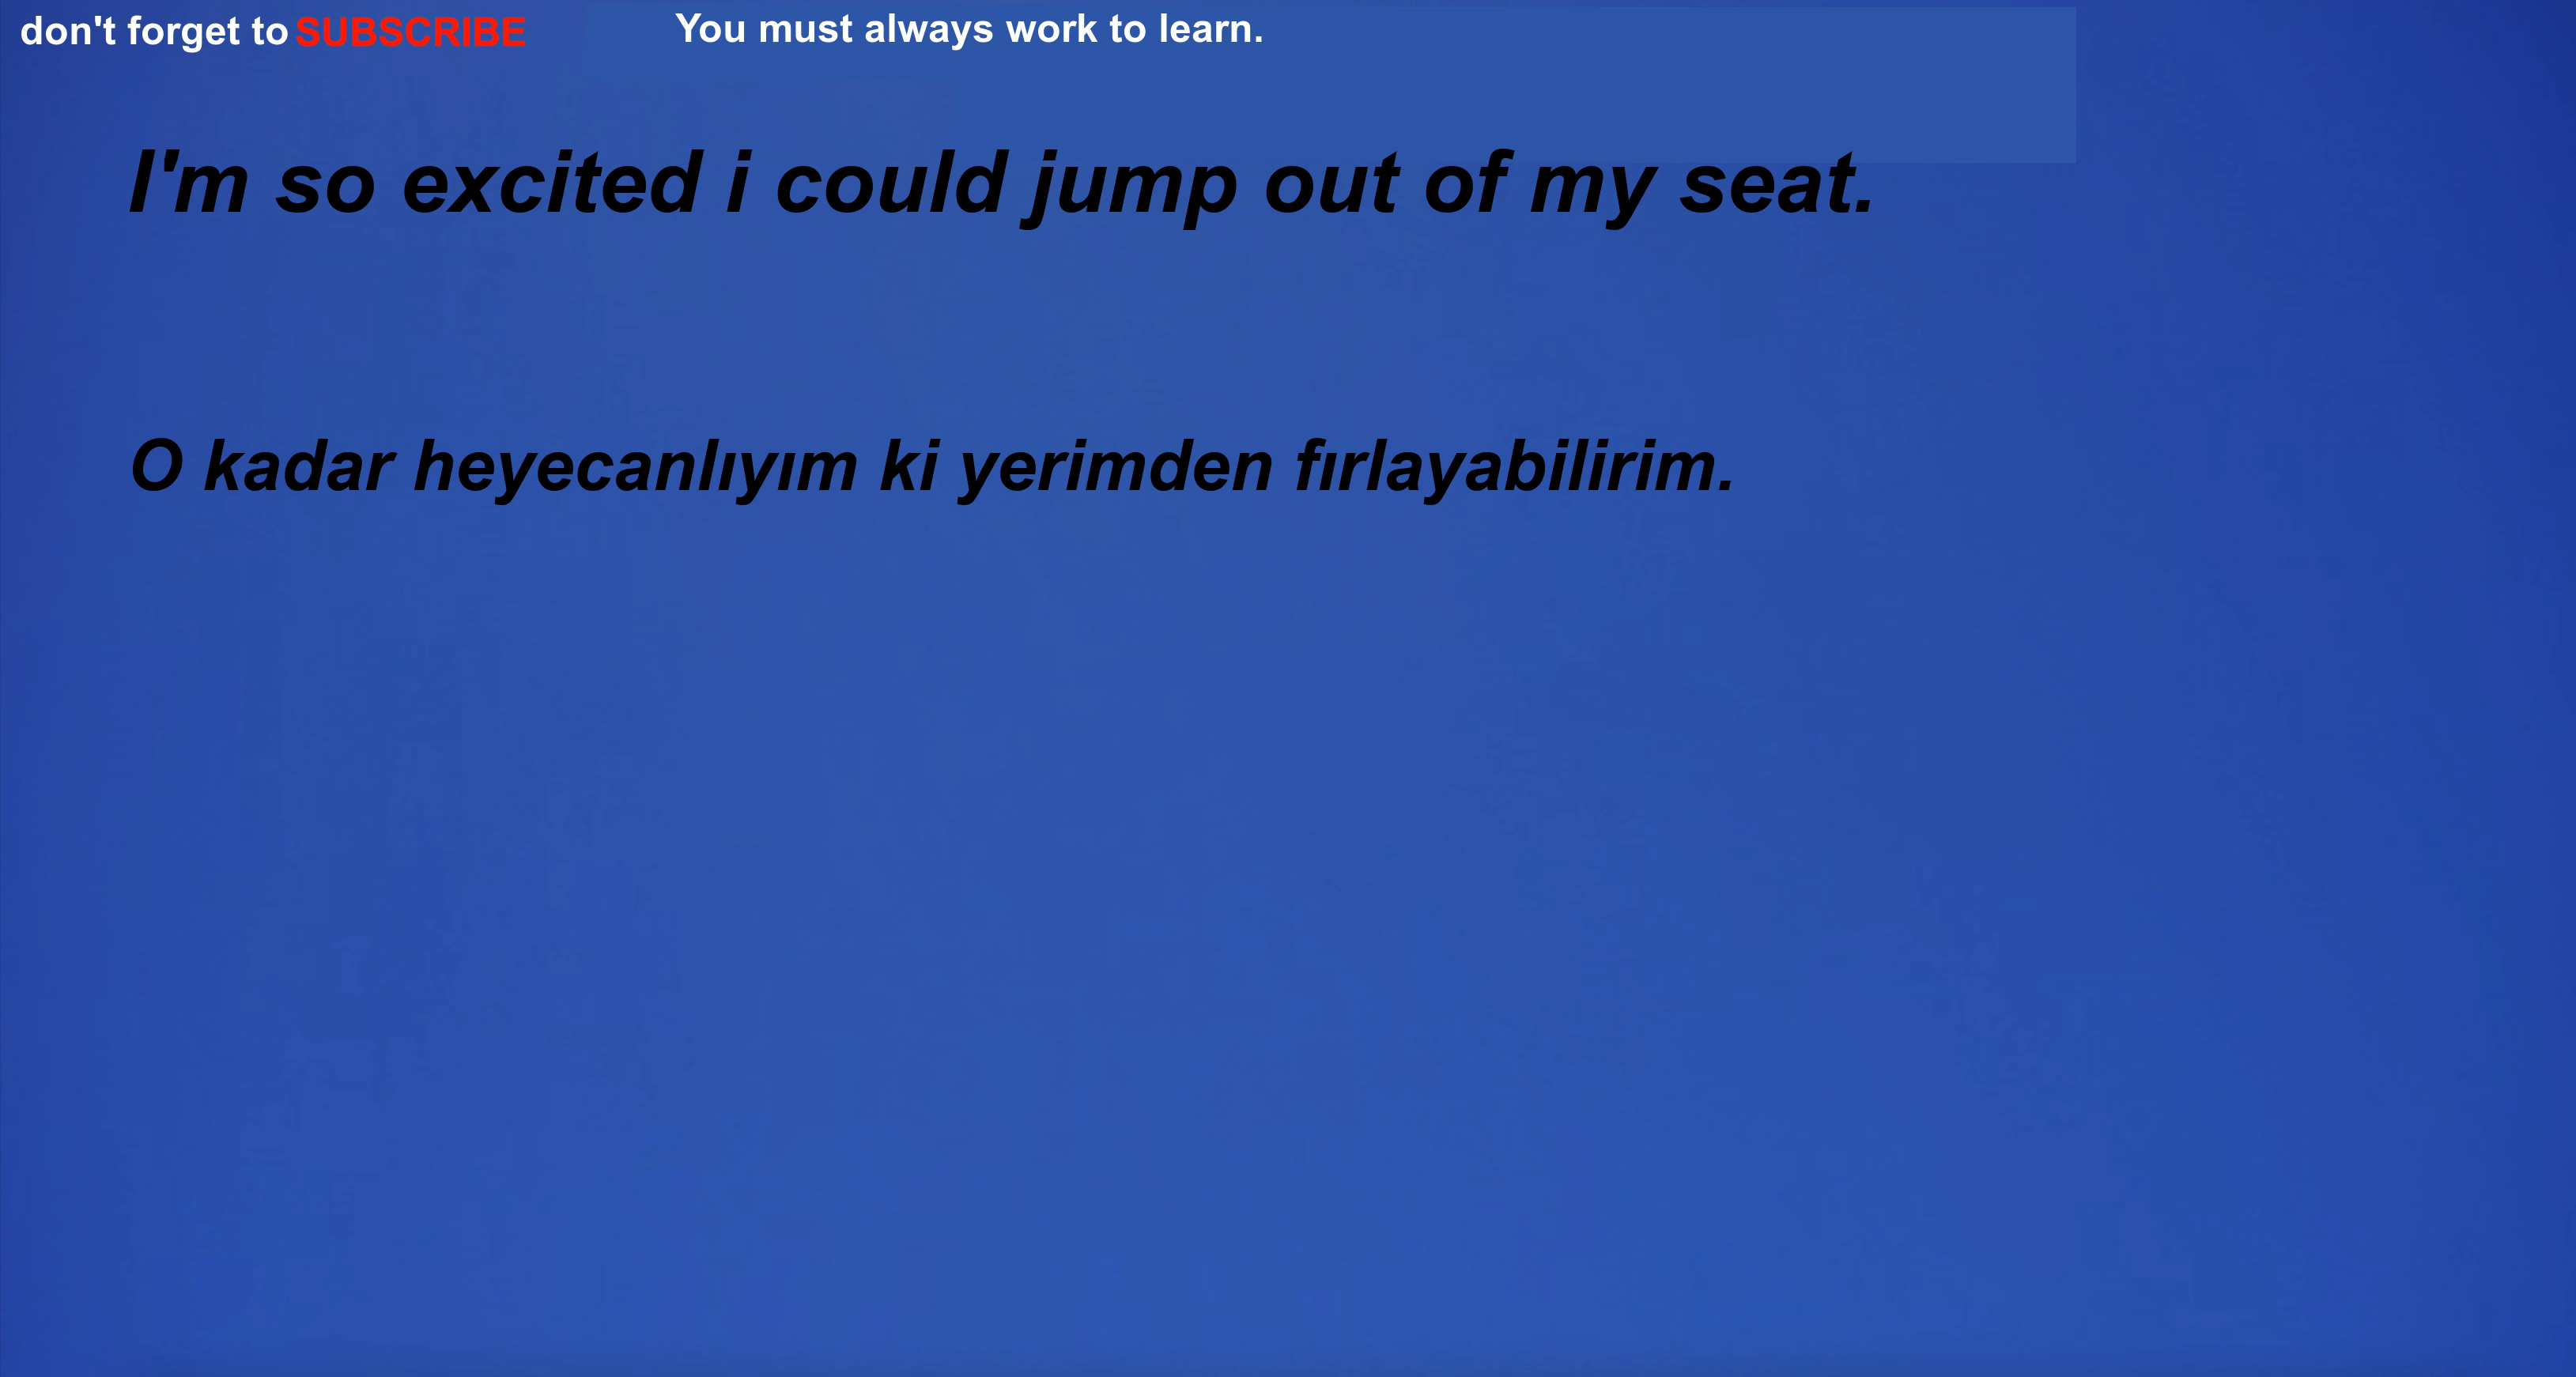 don't forget to SUBSCRIBE You must always work to learn.
I'm so excited i could jump out of my seat.
O kadar heyecanlıyım ki yerimden fırlayabilirim.